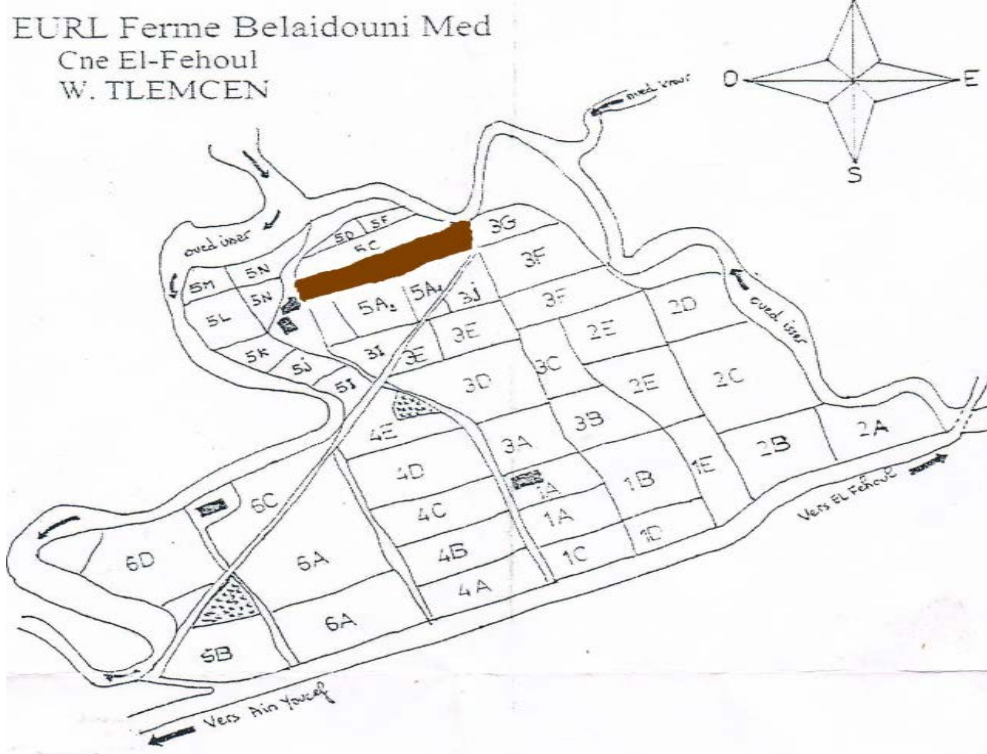 EURL Ferme Belaidouni Med
Cne El-Fehoul
W. TLEMCEN
O
E
S
oued isser
oued isser
oued isser
5D
5F
5C
3G
5M
5N
5N
5L
3F
5A3
5A1
3j
3F
2D
5K
5J
5I
3I
3E
3E
2E
3D
3C
2E
2C
4E
3B
3A
2A
2B
4D
1E
1B
1A
6C
4C
1A
1D
1C
6D
6A
4B
4A
6A
5B
Vers EL Fehoul
Vers Ain Youcef